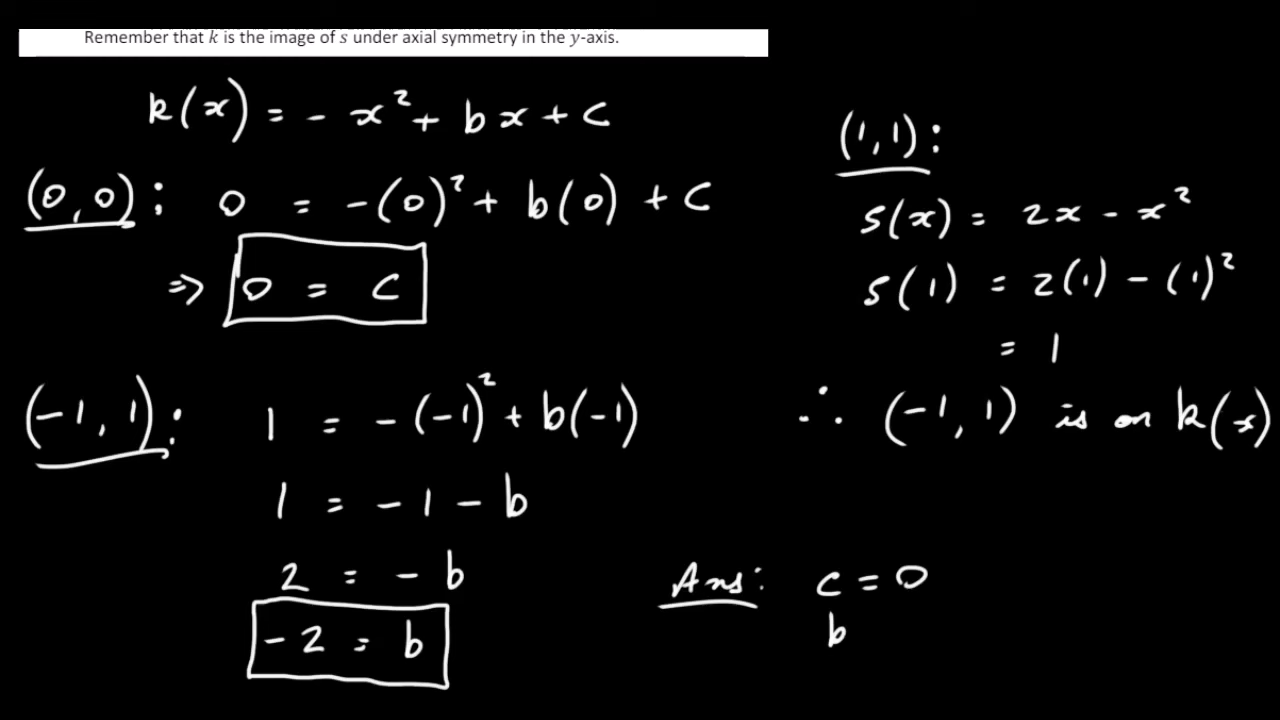 Remember that k is the image of s under axial symmetry in the y-axis.
k(x) = - x² + bx + c
(0, 0) : 0 = -(0)² + b(0) + c
⇒ 0 = c
(-1, 1) : 1 = - (-1)² + b(-1)
1 = - 1 - b
2 = - b
-2 = b
(1, 1) :
s(x) = 2x - x²
s(1) = 2(1) - (1)²
= 1
∴ (-1, 1) is on k(x)
Ans: c = 0
b